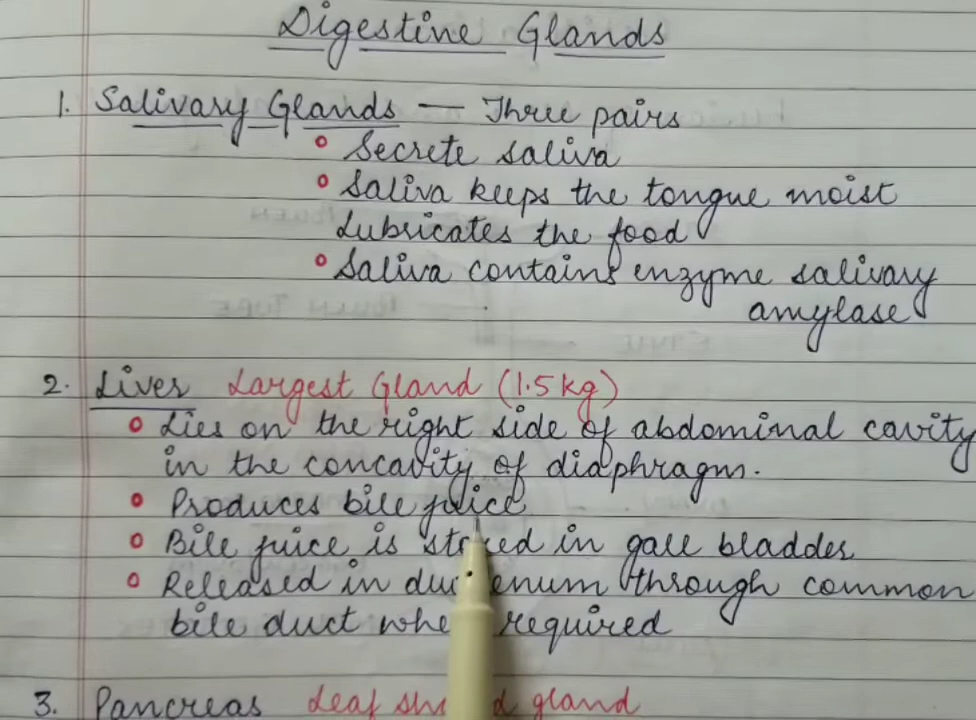 Digestive Glands
1. Salivary Glands — Three pairs
Secrete saliva
Saliva keeps the tongue moist
Lubricates the food
Saliva contains enzyme salivary
amylase
2. Liver Largest Gland (1.5 kg)
Lies on the right side of abdominal cavity
in the concavity of diaphragm.
Produces bile juice
Bile juice is stored in gall bladder
Released in duodenum through common
bile duct when required
3. Pancreas Leaf shaped gland